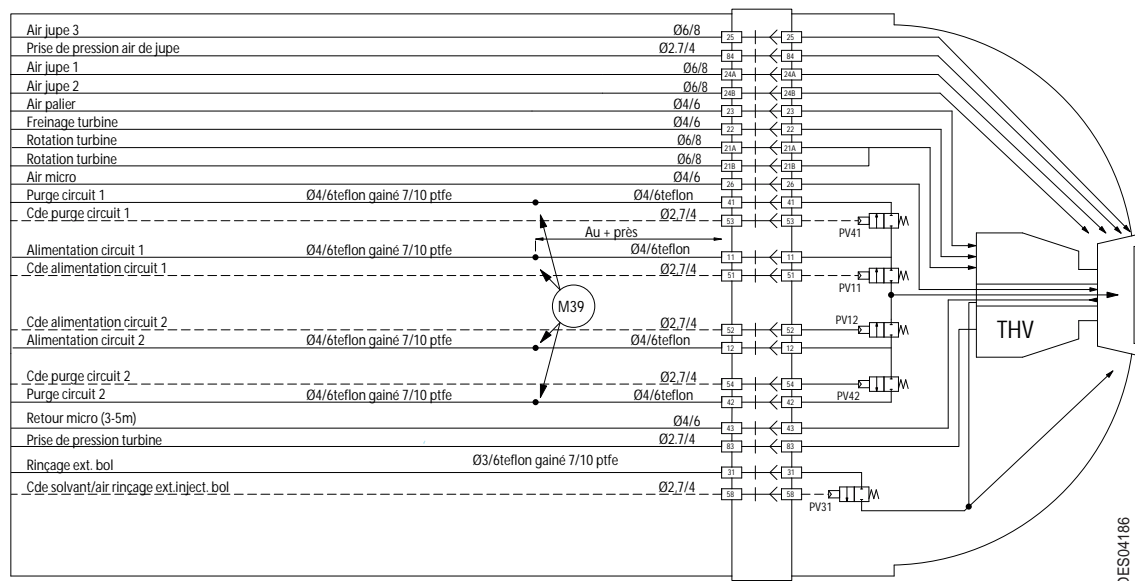 Air jupe 3 Ø6/8 25 25
Prise de pression air de jupe Ø2.7/4 84 84
Air jupe 1 Ø6/8 24A 24A
Air jupe 2 Ø6/8 24B 24B
Air palier Ø4/6 23 23
Freinage turbine Ø4/6 22 22
Rotation turbine Ø6/8 21A 21A
Rotation turbine Ø6/8 21B 21B
Air micro Ø4/6 26 26
Purge circuit 1 Ø4/6teflon gainé 7/10 ptfe Ø4/6teflon 41 41
Cde purge circuit 1 Ø2,7/4 53 53
PV41
Au + près
Alimentation circuit 1 Ø4/6teflon gainé 7/10 ptfe Ø4/6teflon 11 11
Cde alimentation circuit 1 Ø2,7/4 51 51
PV11
M39
Cde alimentation circuit 2 Ø2,7/4 52 52
PV12
THV
Alimentation circuit 2 Ø4/6teflon gainé 7/10 ptfe Ø4/6teflon 12 12
Cde purge circuit 2 Ø2,7/4 54 54
PV42
Purge circuit 2 Ø4/6teflon gainé 7/10 ptfe Ø4/6teflon 42 42
Retour micro (3-5m) Ø4/6 43 43
Prise de pression turbine Ø2.7/4 83 83
Rinçage ext. bol Ø3/6teflon gainé 7/10 ptfe 31 31
Cde solvant/air rinçage ext.inject. bol Ø2,7/4 58 58
PV31
DES04186